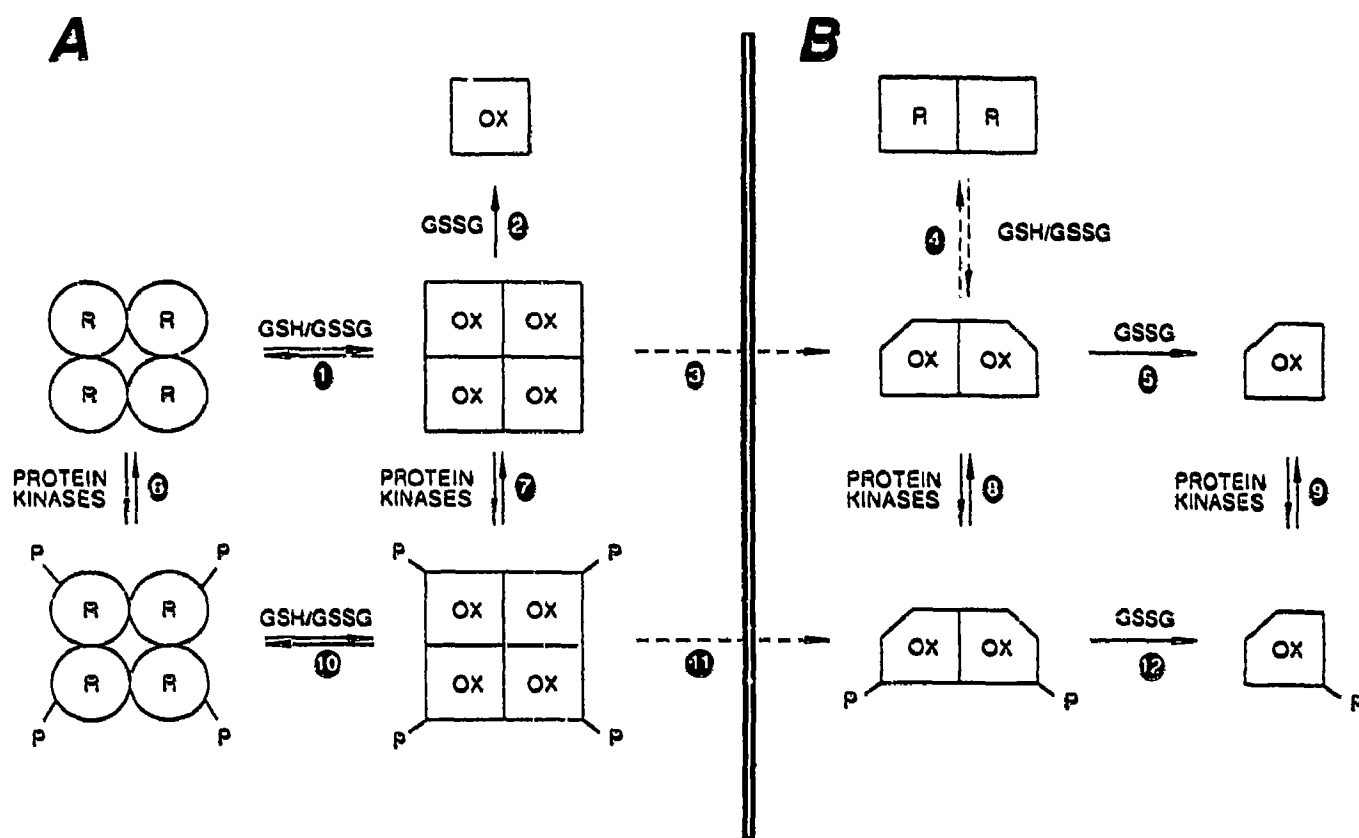 A
B
OX
R R
GSSG 2
4 GSH/GSSG
R R
GSH/GSSG
1
R R
OX OX
OX OX
3
OX OX
GSSG
5
OX
PROTEIN
KINASES
6
PROTEIN
KINASES
7
PROTEIN
KINASES
8
PROTEIN
KINASES
9
P P
R R
GSH/GSSG
10
R R
P P
P P
OX OX
OX OX
P P
11
OX OX
P P
GSSG
12
OX
P